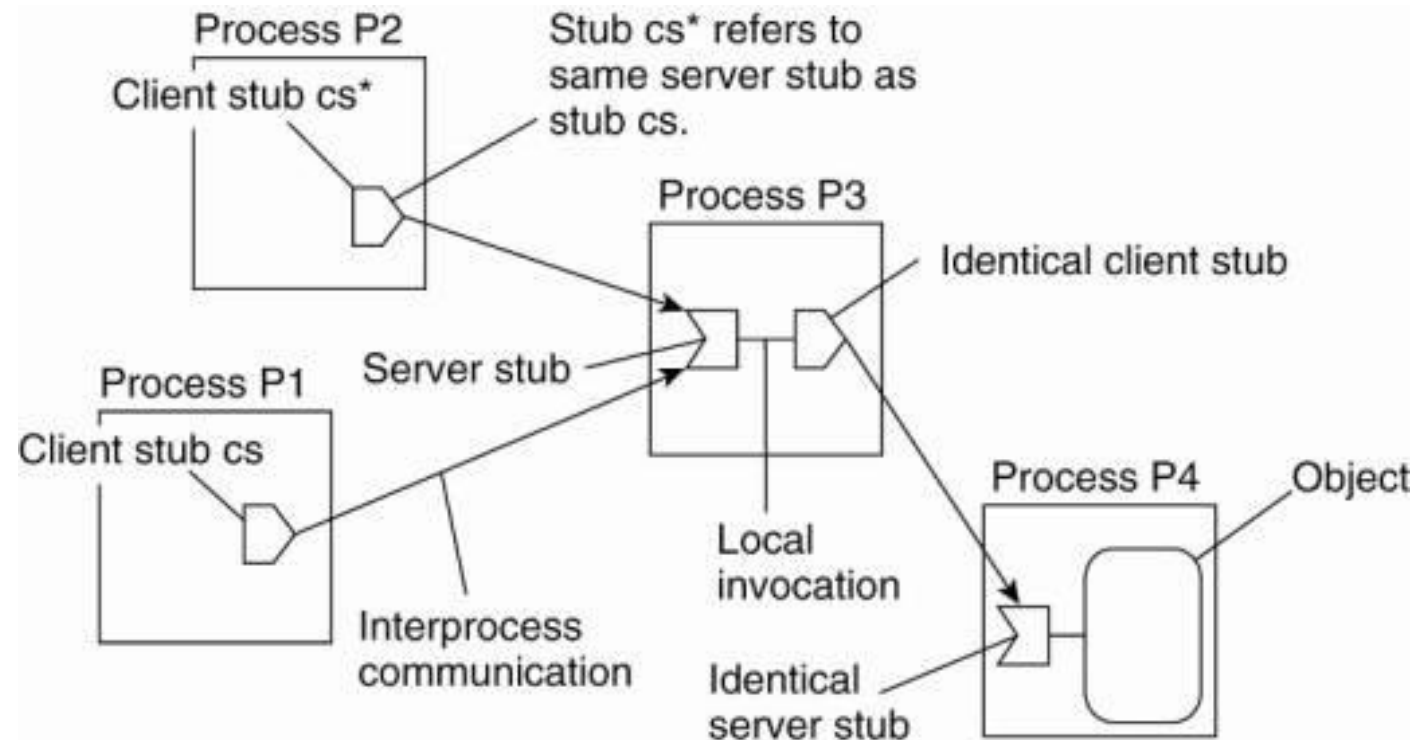 Process P2
Client stub cs*
Stub cs* refers to
same server stub as
stub cs.
Process P3
Identical client stub
Server stub
Process P1
Client stub cs
Interprocess
communication
Local
invocation
Process P4
Object
Identical
server stub